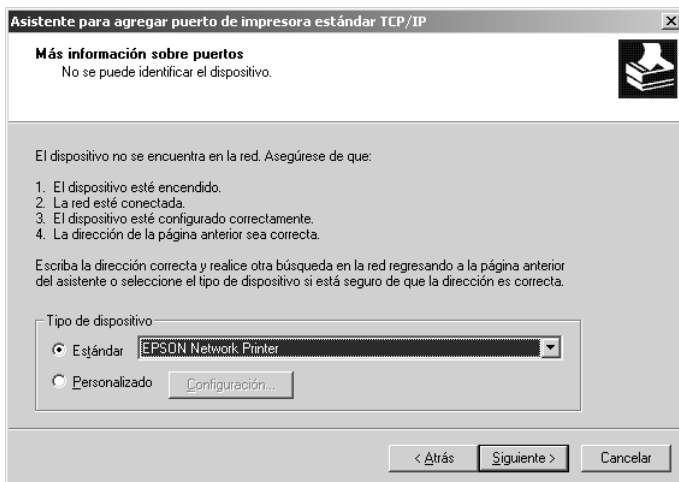 Asistente para agregar puerto de impresora estándar TCP/IP
Más información sobre puertos
No se puede identificar el dispositivo.
El dispositivo no se encuentra en la red. Asegúrese de que:
1. El dispositivo esté encendido.
2. La red esté conectada.
3. El dispositivo esté configurado correctamente.
4. La dirección de la página anterior sea correcta.
Escriba la dirección correcta y realice otra búsqueda en la red regresando a la página anterior
del asistente o seleccione el tipo de dispositivo si está seguro de que la dirección es correcta.
Tipo de dispositivo
Estándar EPSON Network Printer
Personalizado Configuración...
< Atrás Siguiente > Cancelar